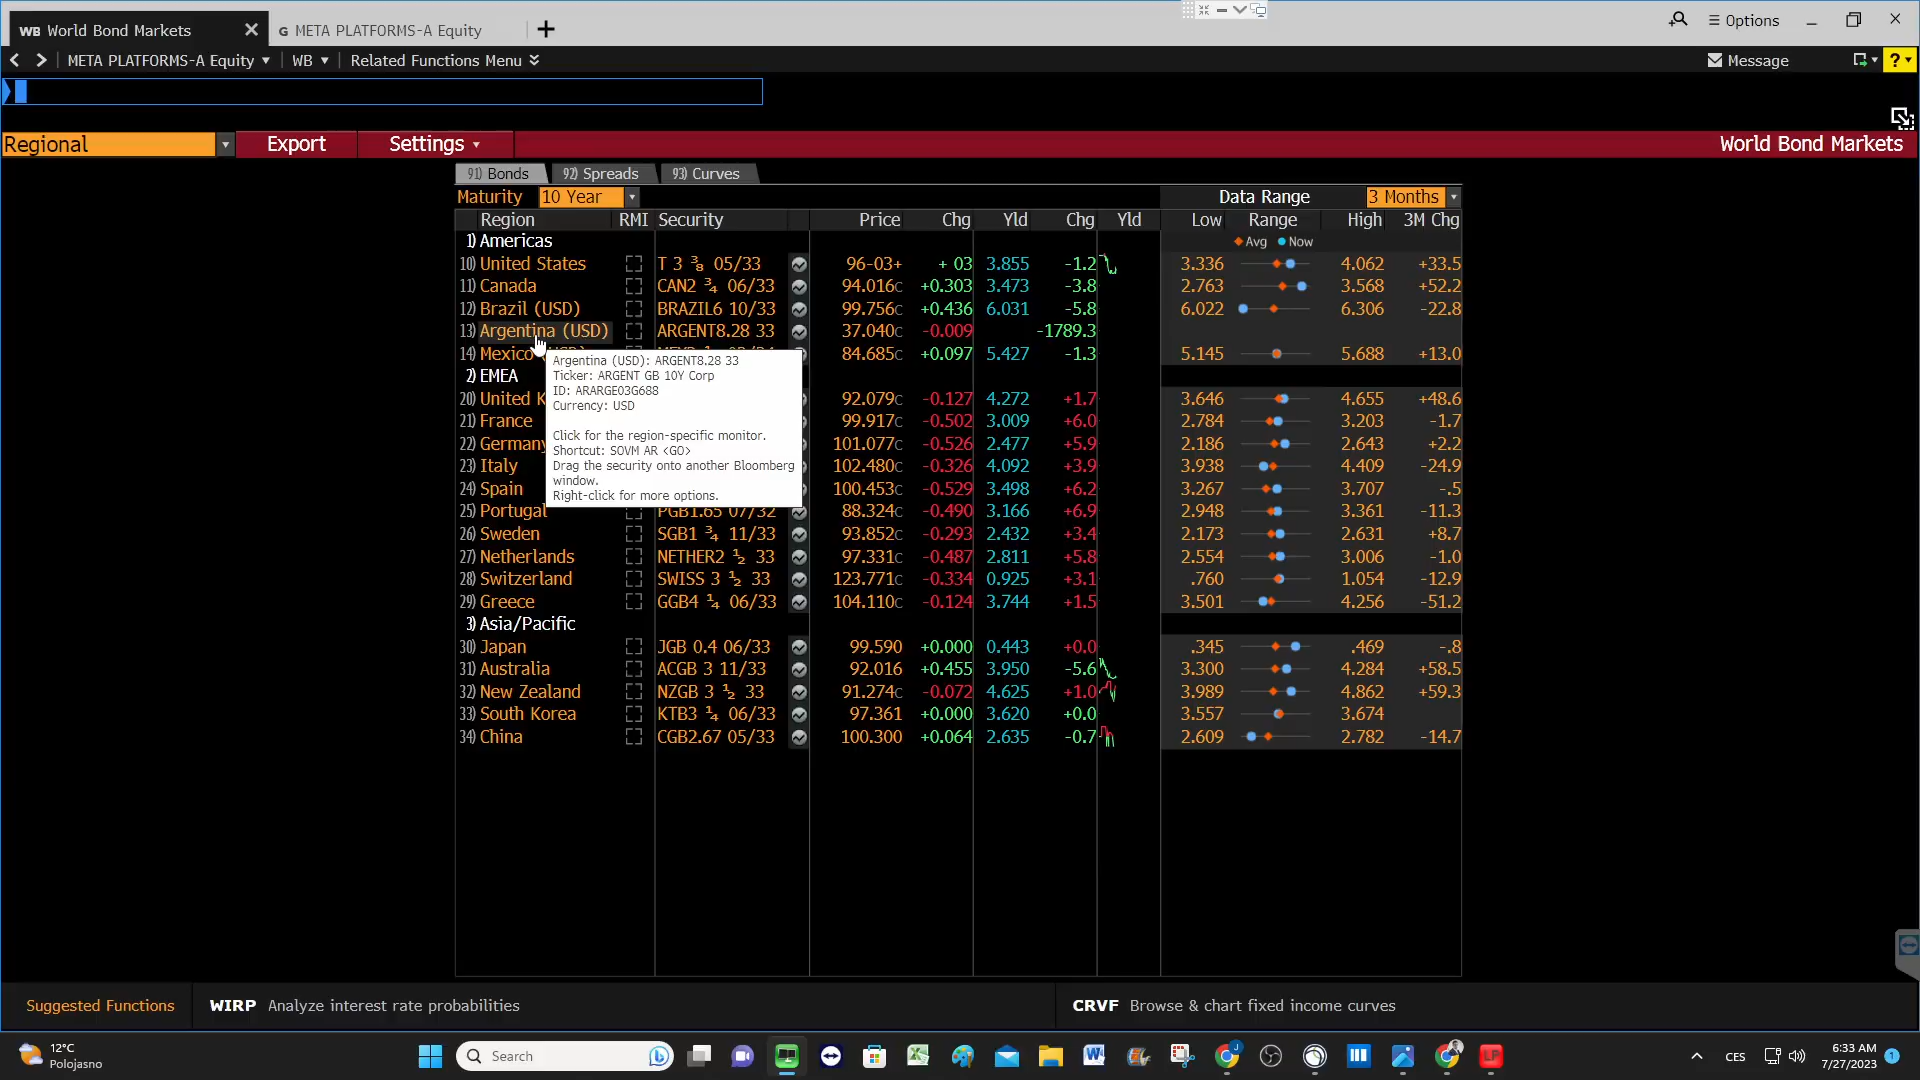 WB World Bond Markets
G META PLATFORMS-A Equity
Options
META PLATFORMS-A Equity
WB
Related Functions Menu
Message
?
Regional
Export
Settings
World Bond Markets
91) Bonds 92) Spreads 93) Curves
Maturity 10 Year Data Range 3 Months
Region RMI Security Price Chg Yld Chg Yld Low Range High 3M Chg
1) Americas Avg Now
10) United States T 3 ⅜ 05/33 96-03+ + 03 3.855 -1.2 3.336 4.062 +33.5
11) Canada CAN2 ¾ 06/33 94.016C +0.303 3.473 -3.8 2.763 3.568 +52.2
12) Brazil (USD) BRAZIL6 10/33 99.756C +0.436 6.031 -5.8 6.022 6.306 -22.8
13) Argentina (USD) ARGENT8.28 33 37.040C -0.009 -1789.3
14) Mexico 84.685C +0.097 5.427 -1.3 5.145 5.688 +13.0
Argentina (USD): ARGENT8.28 33
Ticker: ARGENT GB 10Y Corp
ID: ARARGE03G688
Currency: USD
Click for the region-specific monitor.
Shortcut: SOVM AR <GO>
Drag the security onto another Bloomberg
window.
Right-click for more options.
2) EMEA
20) United K 92.079C -0.127 4.272 +1.7 3.646 4.655 +48.6
21) France 99.917C -0.502 3.009 +6.0 2.784 3.203 -1.7
22) Germany 101.077C -0.526 2.477 +5.9 2.186 2.643 +2.2
23) Italy 102.480C -0.326 4.092 +3.9 3.938 4.409 -24.9
24) Spain 100.453C -0.529 3.498 +6.2 3.267 3.707 -.5
25) Portugal PGB1.65 07/32 88.324C -0.490 3.166 +6.9 2.948 3.361 -11.3
26) Sweden SGB1 ¾ 11/33 93.852C -0.293 2.432 +3.4 2.173 2.631 +8.7
27) Netherlands NETHER2 ½ 33 97.331C -0.487 2.811 +5.8 2.554 3.006 -1.0
28) Switzerland SWISS 3 ½ 33 123.771C -0.334 0.925 +3.1 .760 1.054 -12.9
29) Greece GGB4 ¼ 06/33 104.110C -0.124 3.744 +1.5 3.501 4.256 -51.2
3) Asia/Pacific
30) Japan JGB 0.4 06/33 99.590 +0.000 0.443 +0.0 .345 .469 -.8
31) Australia ACGB 3 11/33 92.016 +0.455 3.950 -5.6 3.300 4.284 +58.5
32) New Zealand NZGB 3 ½ 33 91.274C -0.072 4.625 +1.0 3.989 4.862 +59.3
33) South Korea KTB3 ¼ 06/33 97.361 +0.000 3.620 +0.0 3.557 3.674
34) China CGB2.67 05/33 100.300 +0.064 2.635 -0.7 2.609 2.782 -14.7
Suggested Functions WIRP Analyze interest rate probabilities CRVF Browse & chart fixed income curves
12°C
Polojasno
Search
CES
6:33 AM
7/27/2023
1